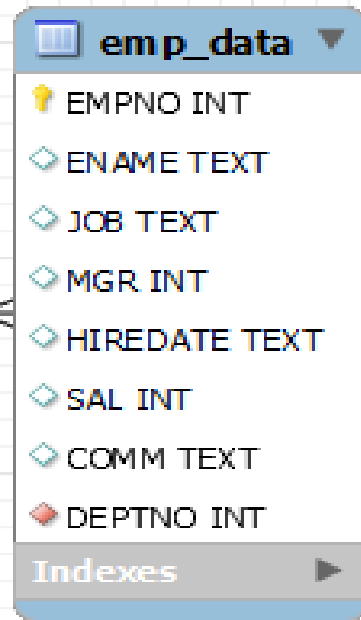 emp_data
EMPNO INT
ENAME TEXT
JOB TEXT
MGR INT
HIREDATE TEXT
SAL INT
COMM TEXT
DEPTNO INT
Indexes